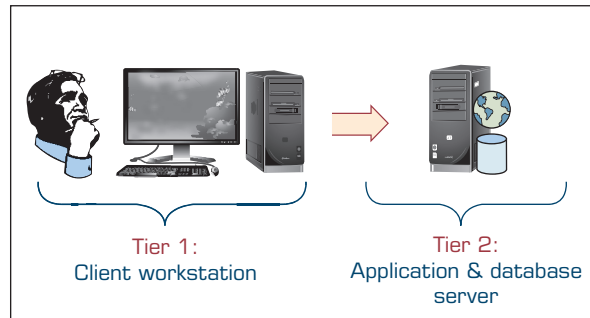 Tier 1:
Client workstation
Tier 2:
Application & database
server